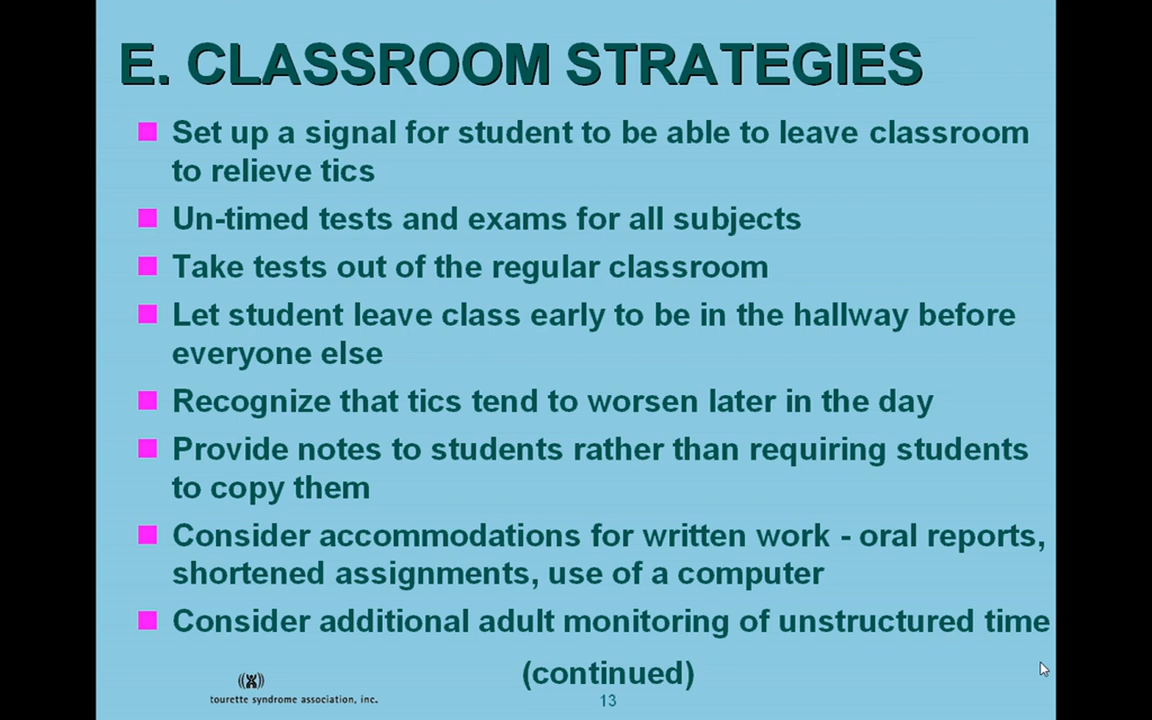 E. CLASSROOM STRATEGIES
Set up a signal for student to be able to leave classroom
to relieve tics
Un-timed tests and exams for all subjects
Take tests out of the regular classroom
Let student leave class early to be in the hallway before
everyone else
Recognize that tics tend to worsen later in the day
Provide notes to students rather than requiring students
to copy them
Consider accommodations for written work - oral reports,
shortened assignments, use of a computer
Consider additional adult monitoring of unstructured time
(continued)
tourette syndrome association, inc.
13